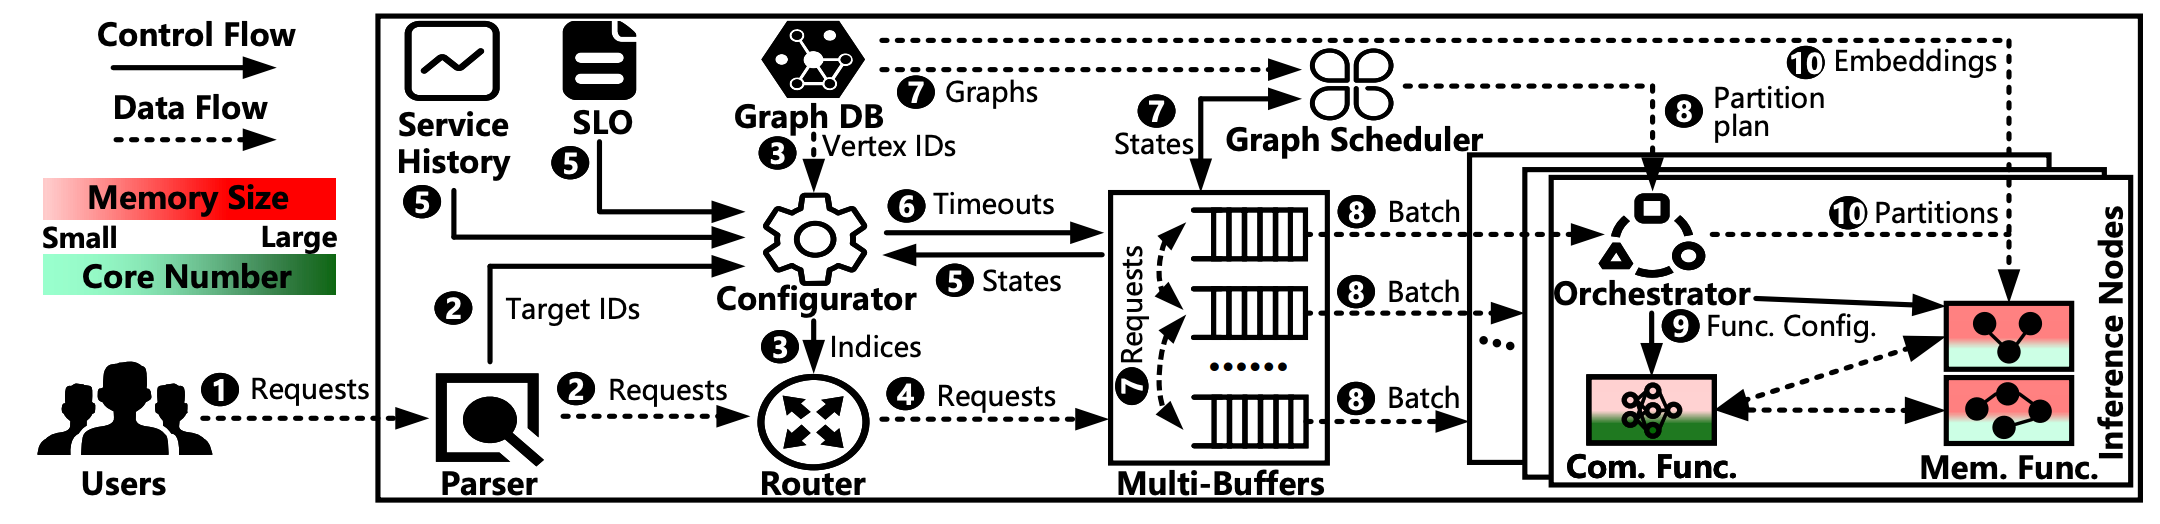 Control Flow
Data Flow
Memory Size
Small Large
Core Number
Users
1 Requests
Service
History
5
SLO
5
Graph DB
3 Vertex IDs
7 Graphs
10 Embeddings
7
States
Graph Scheduler
8 Partition
plan
2 Target IDs
Configurator
6 Timeouts
5 States
3 Indices
Parser
2 Requests
Router
4 Requests
7 Requests
......
Multi-Buffers
8 Batch
8 Batch
8 Batch
...
Orchestrator
10 Partitions
9 Func. Config.
Com. Func.
Mem. Func.
Inference Nodes